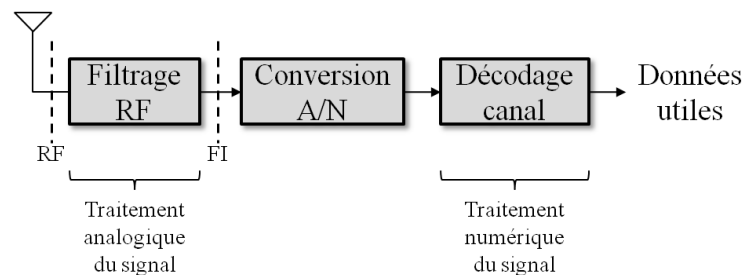 Filtrage
RF
Conversion
A/N
Décodage
canal
Données
utiles
RF
FI
Traitement
analogique
du signal
Traitement
numérique
du signal